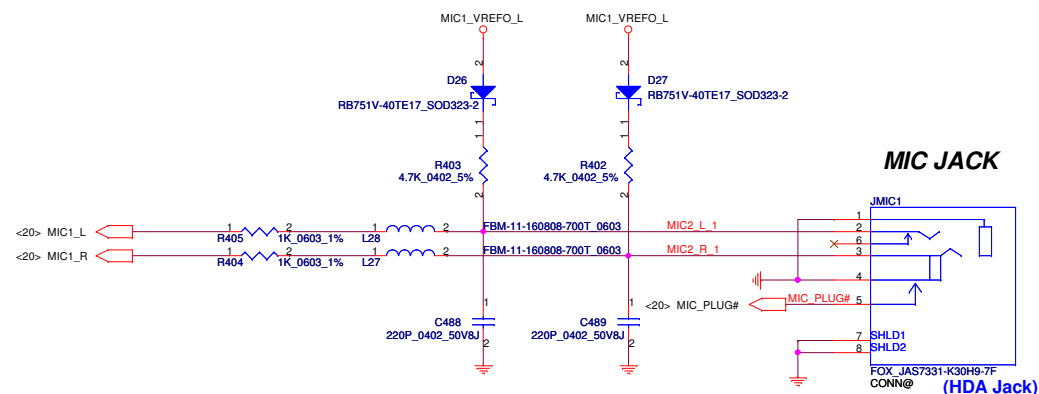 MIC1_VREFO_L MIC1_VREFO_L
2 2
D26 D27
RB751V-40TE17_SOD323-2 RB751V-40TE17_SOD323-2
1 1
1 1
R403 R402
4.7K_0402_5% 4.7K_0402_5%
2 2
MIC JACK
JMIC1
1
<20> MIC1_L 1 2 1 2 FBM-11-160808-700T_0603 MIC2_L_1 2
R405 1K_0603_1% L28 6
<20> MIC1_R 1 2 1 2 FBM-11-160808-700T_0603 MIC2_R_1 3
R404 1K_0603_1% L27
4
<20> MIC_PLUG# MIC_PLUG# 5
1 1
C488 C489
220P_0402_50V8J 220P_0402_50V8J
2 2
7 SHLD1
8 SHLD2
FOX_JAS7331-K30H9-7F
CONN@ (HDA Jack)